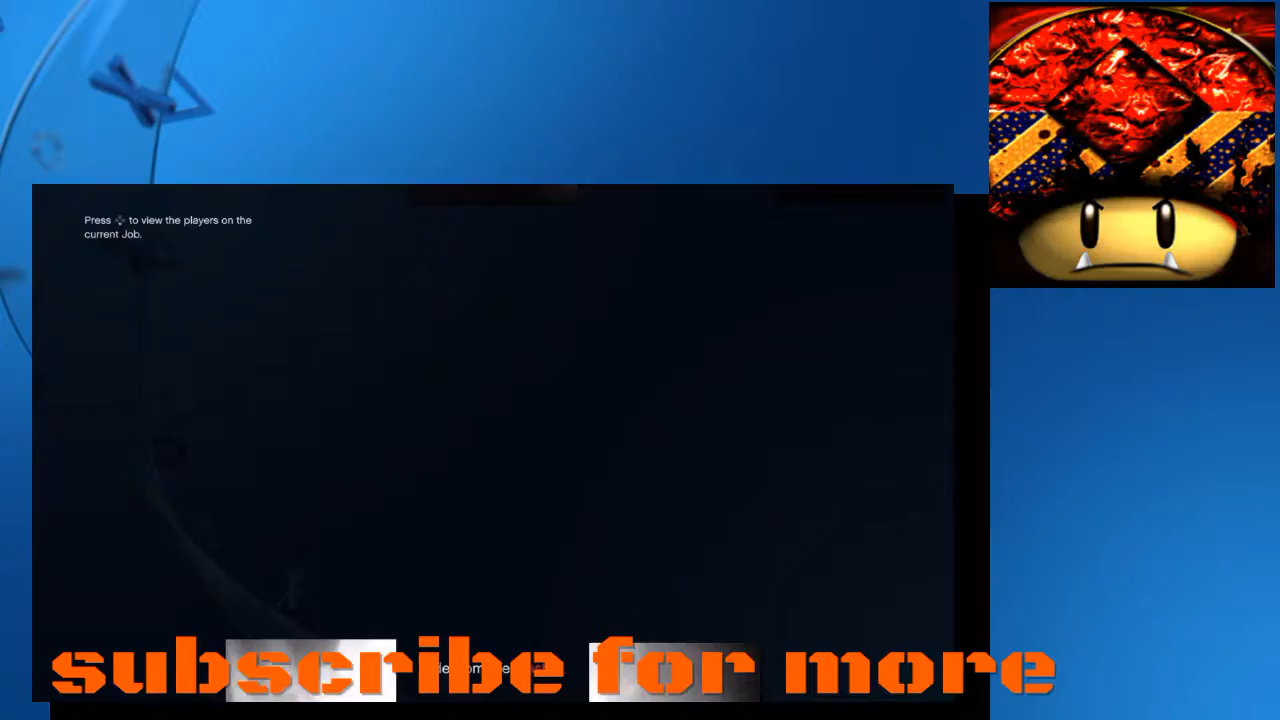 Press to view the players on the
current Job.
subscribe for more